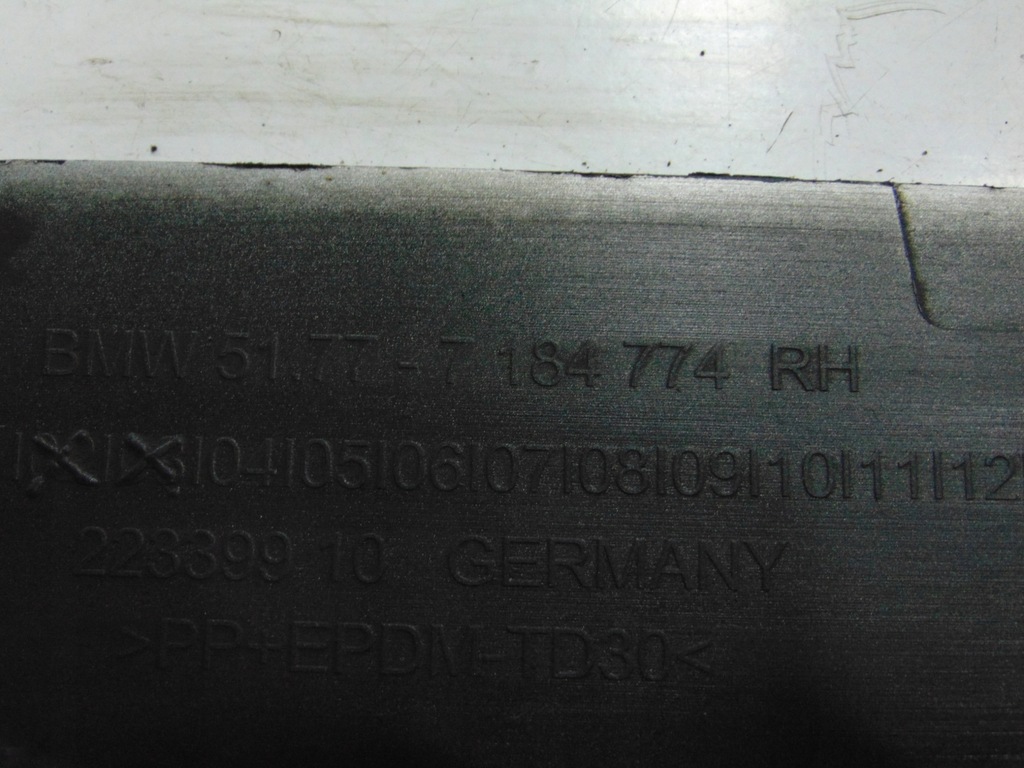 BMW 51.77 - 7 184 774 RH
|04|05|06|07|08|09|10|11|12
223399 10 GERMANY
>PP+EPDM-TD30<